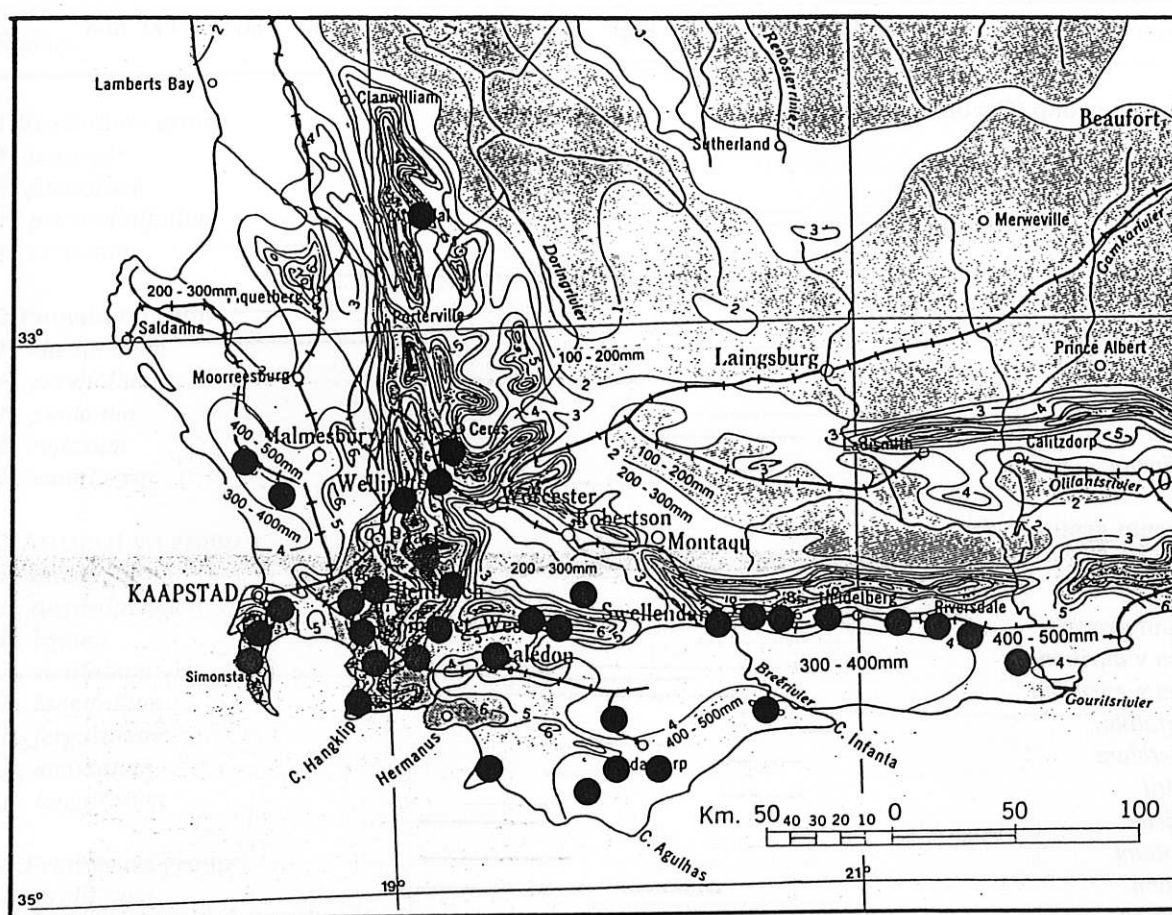 Lamberts Bay
Clanwilliam
Renosterrivier
Sutherland
Beaufort
Merweville
Gamkarivier
Doringrivier
200 - 300mm
Saldanha
33°
Porterville
100 - 200mm
Laingsburg
Prince Albert
Moorreesburg
Malmesbury
Ceres
400 - 500mm
300 - 400mm
Ladismith
Calitzdorp
Olifantsrivier
100 - 200mm
200 - 300mm
Worcester
Robertson
Montagu
200 - 300mm
KAAPSTAD
Heidelberg
Riversdale
400 - 500mm
300 - 400mm
Caledon
Breërivier
Gouritsrivier
C. Hangklip
Hermanus
400 - 500mm
C. Infanta
C. Agulhas
Km. 50 40 30 20 10 0 50 100
35°
19°
21°